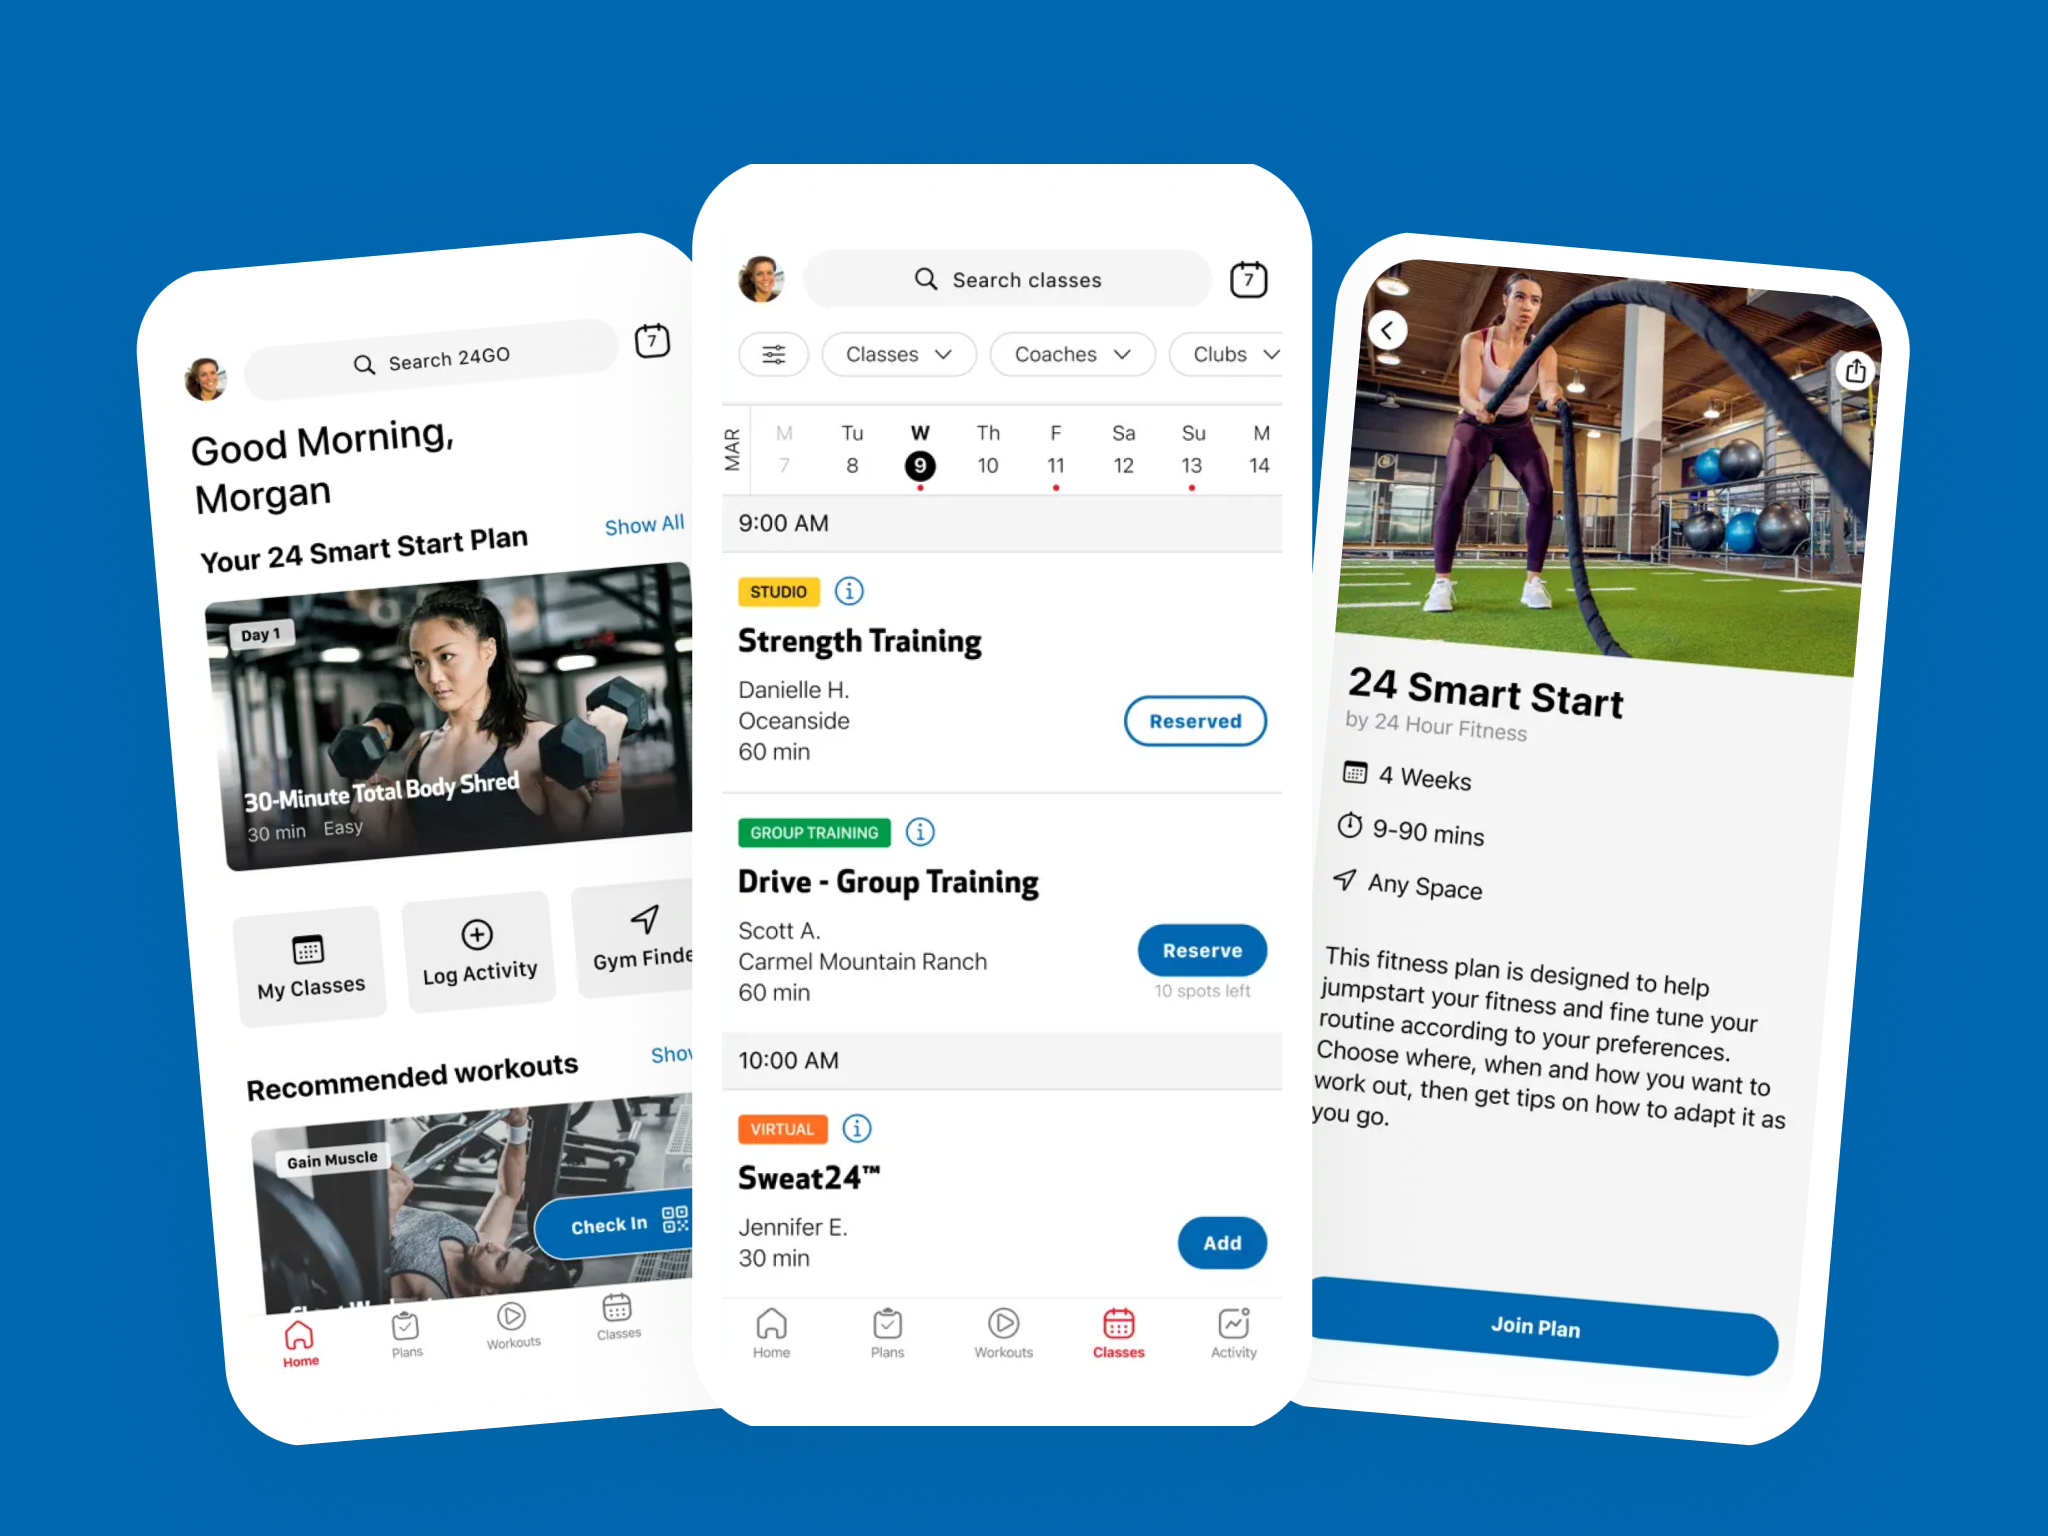 7
Search 24GO
Good Morning,
Morgan
Your 24 Smart Start Plan
Show All
Day 1
30-Minute Total Body Shred
30 min Easy
My Classes
Log Activity
Gym Finde
Recommended workouts
Show
Gain Muscle
Check In
Home
Plans
Workouts
Classes
Search classes
7
Classes
Coaches
Clubs
MAR
M Tu W Th F Sa Su M
7 8 9 10 11 12 13 14
9:00 AM
STUDIO
Strength Training
Danielle H.
Oceanside
60 min
Reserved
GROUP TRAINING
Drive - Group Training
Scott A.
Carmel Mountain Ranch
60 min
Reserve
10 spots left
10:00 AM
VIRTUAL
Sweat24™
Jennifer E.
30 min
Add
Home
Plans
Workouts
Classes
Activity
24 Smart Start
by 24 Hour Fitness
4 Weeks
9-90 mins
Any Space
This fitness plan is designed to help
jumpstart your fitness and fine tune your
routine according to your preferences.
Choose where, when and how you want to
work out, then get tips on how to adapt it as
you go.
Join Plan